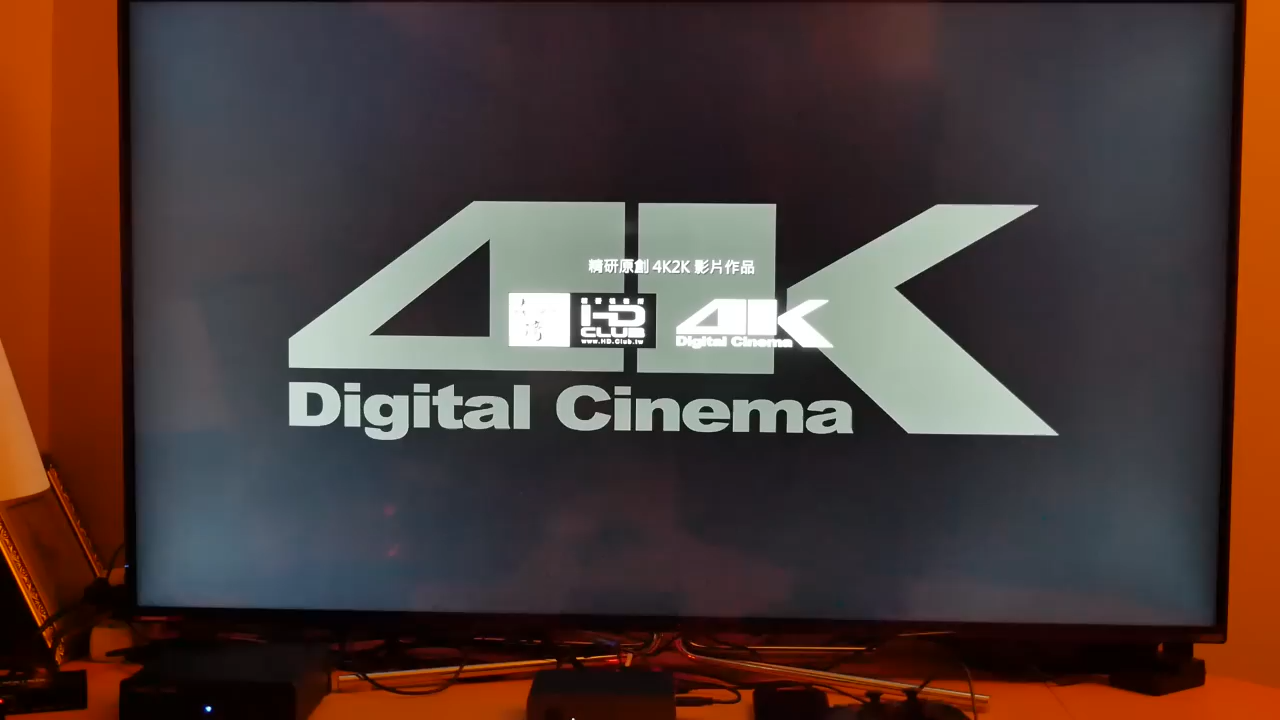 4K
Digital Cinema
精研原創 4K2K 影片作品
HD
CLUB
www.HD.Club.tw
4K
Digital Cinema